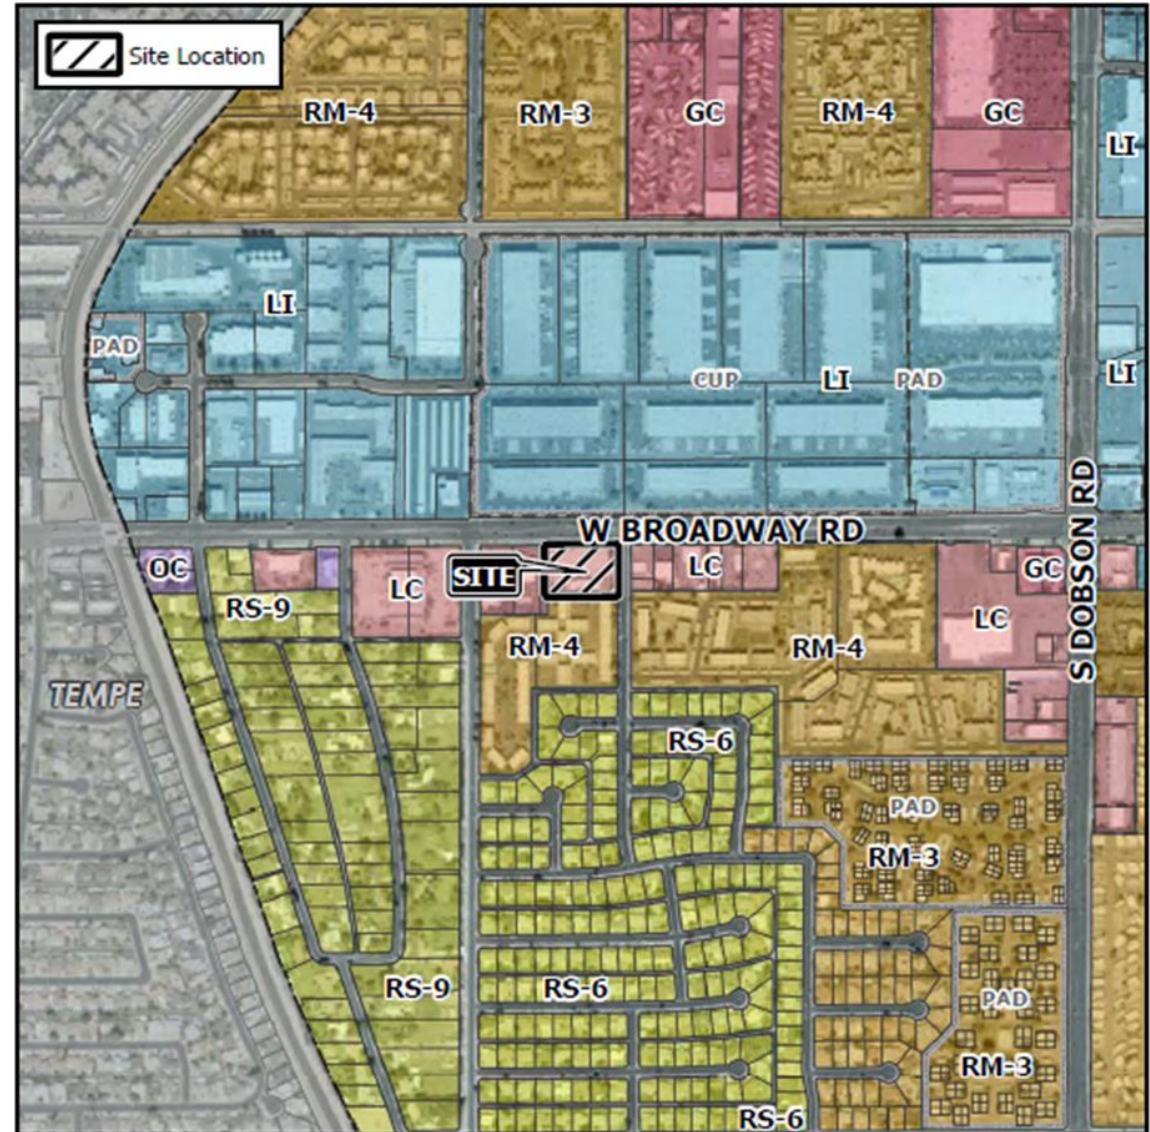 Site Location
RM-4
RM-3
GC
RM-4
GC
LI
LI
PAD
CUP
LI
PAD
LI
W BROADWAY RD
S DOBSON RD
OC
RS-9
LC
SITE
LC
GC
LC
RM-4
RM-4
TEMPE
RS-6
PAD
RM-3
RS-9
RS-6
PAD
RM-3
RS-6